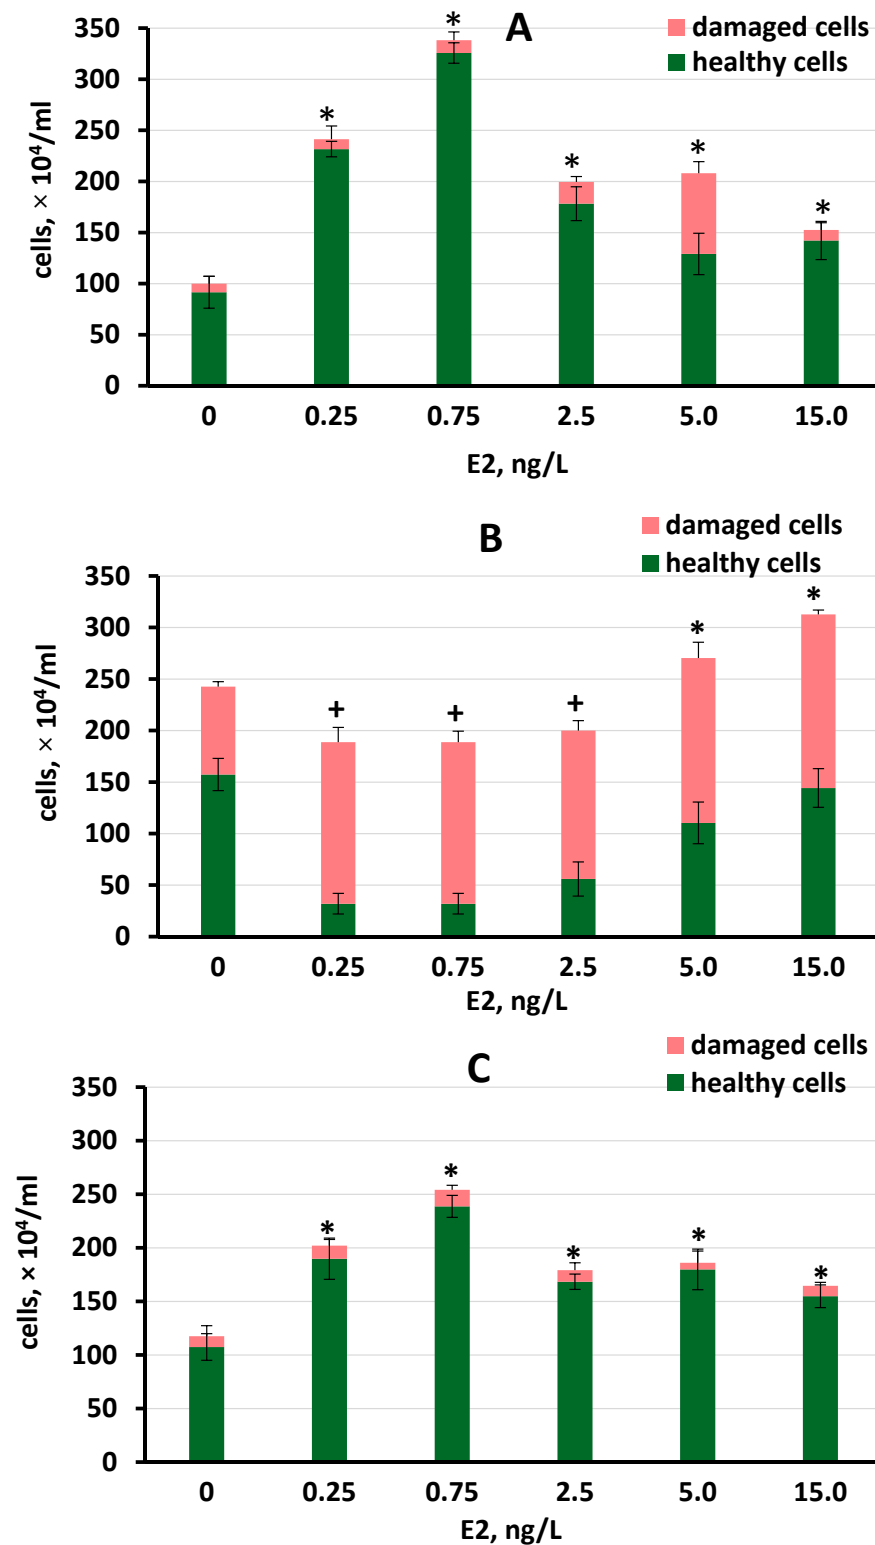 A
damaged cells
healthy cells
cells, × 10⁴/ml
350
300
250
200
150
100
50
0
*
*
*
*
*
0 0.25 0.75 2.5 5.0 15.0
E2, ng/L
B
damaged cells
healthy cells
cells, × 10⁴/ml
350
300
250
200
150
100
50
0
+
+
+
*
*
0 0.25 0.75 2.5 5.0 15.0
E2, ng/L
C
damaged cells
healthy cells
cells, × 10⁴/ml
350
300
250
200
150
100
50
0
*
*
*
*
*
0 0.25 0.75 2.5 5.0 15.0
E2, ng/L